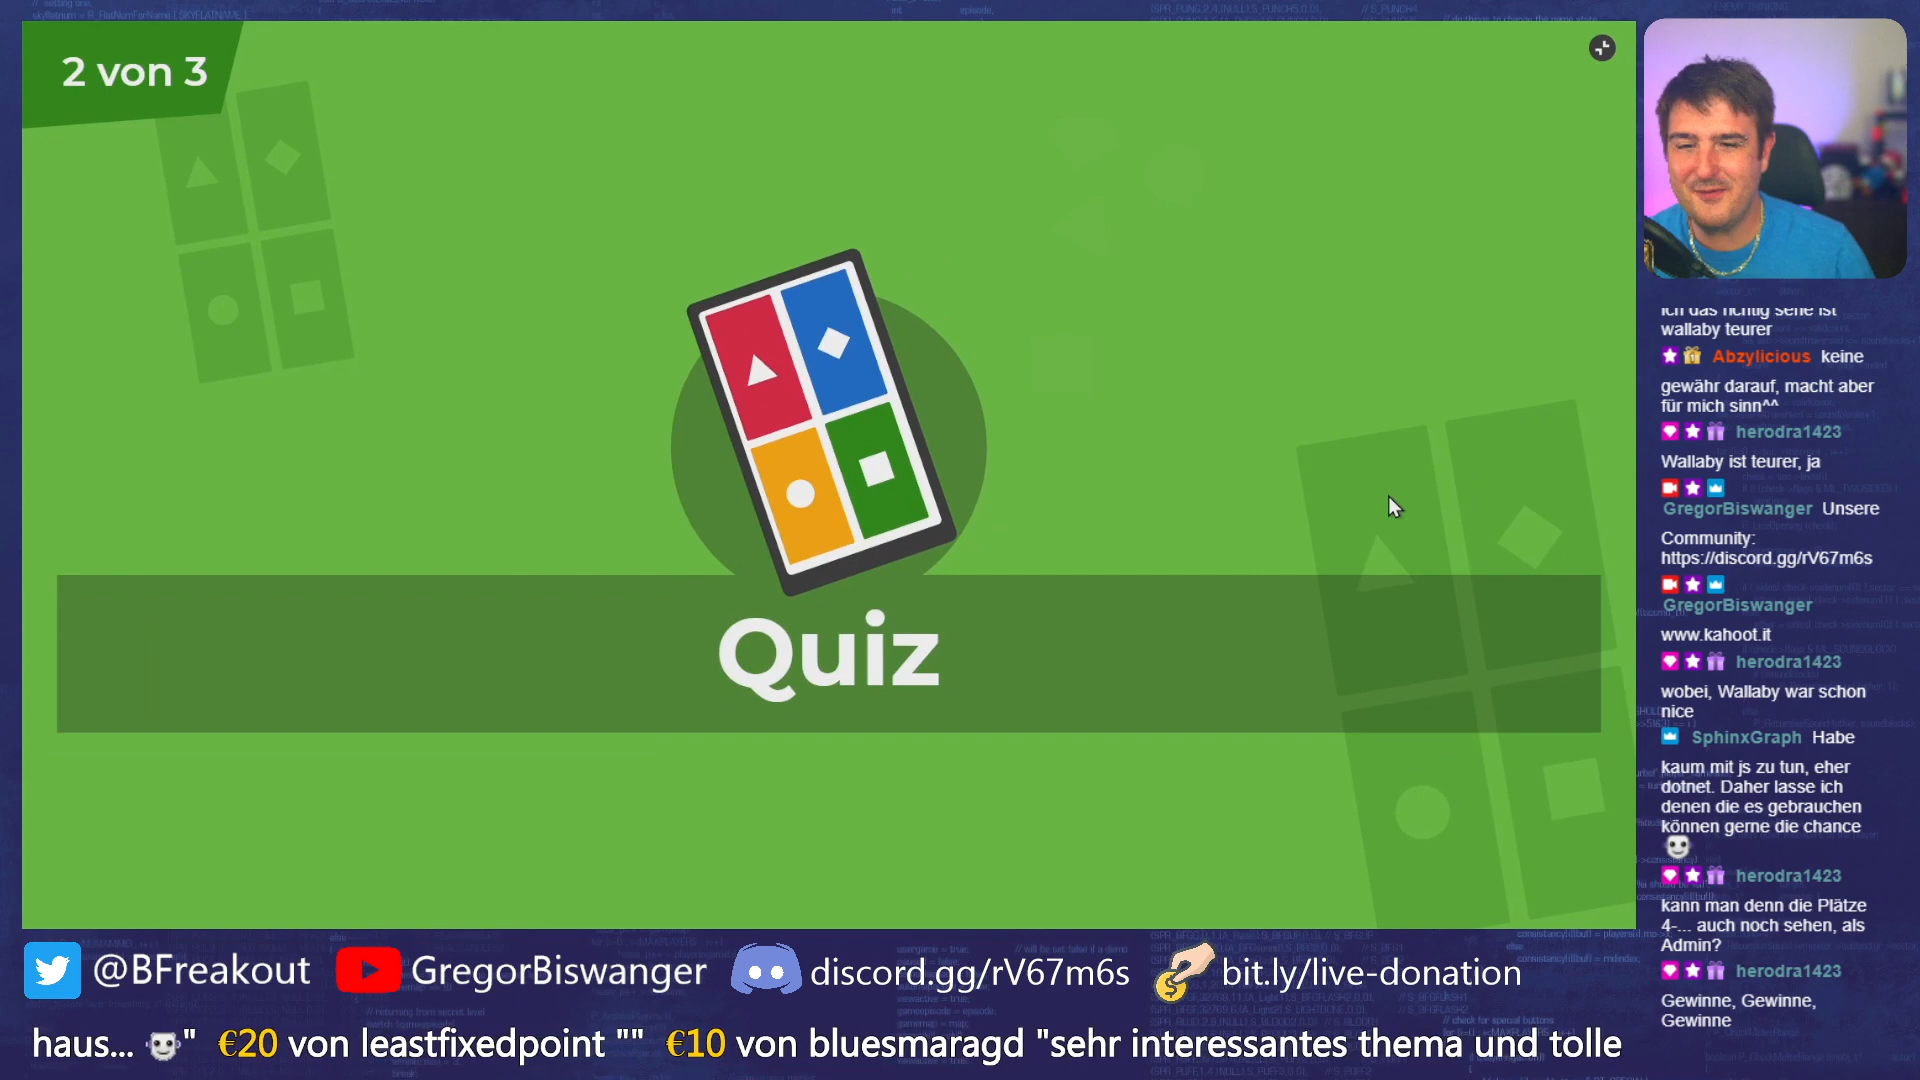 2 von 3
Quiz
ich das richtig sehe ist
wallaby teurer
Abzylicious keine
gewähr darauf, macht aber
für mich sinn^^
herodra1423
Wallaby ist teurer, ja
GregorBiswanger Unsere
Community:
https://discord.gg/rV67m6s
GregorBiswanger
www.kahoot.it
herodra1423
wobei, Wallaby war schon
nice
SphinxGraph Habe
kaum mit js zu tun, eher
dotnet. Daher lasse ich
denen die es gebrauchen
können gerne die chance
herodra1423
kann man denn die Plätze
4-... auch noch sehen, als
Admin?
herodra1423
Gewinne, Gewinne,
Gewinne
@BFreakout GregorBiswanger discord.gg/rV67m6s bit.ly/live-donation
haus... " €20 von leastfixedpoint "" €10 von bluesmaragd "sehr interessantes thema und tolle